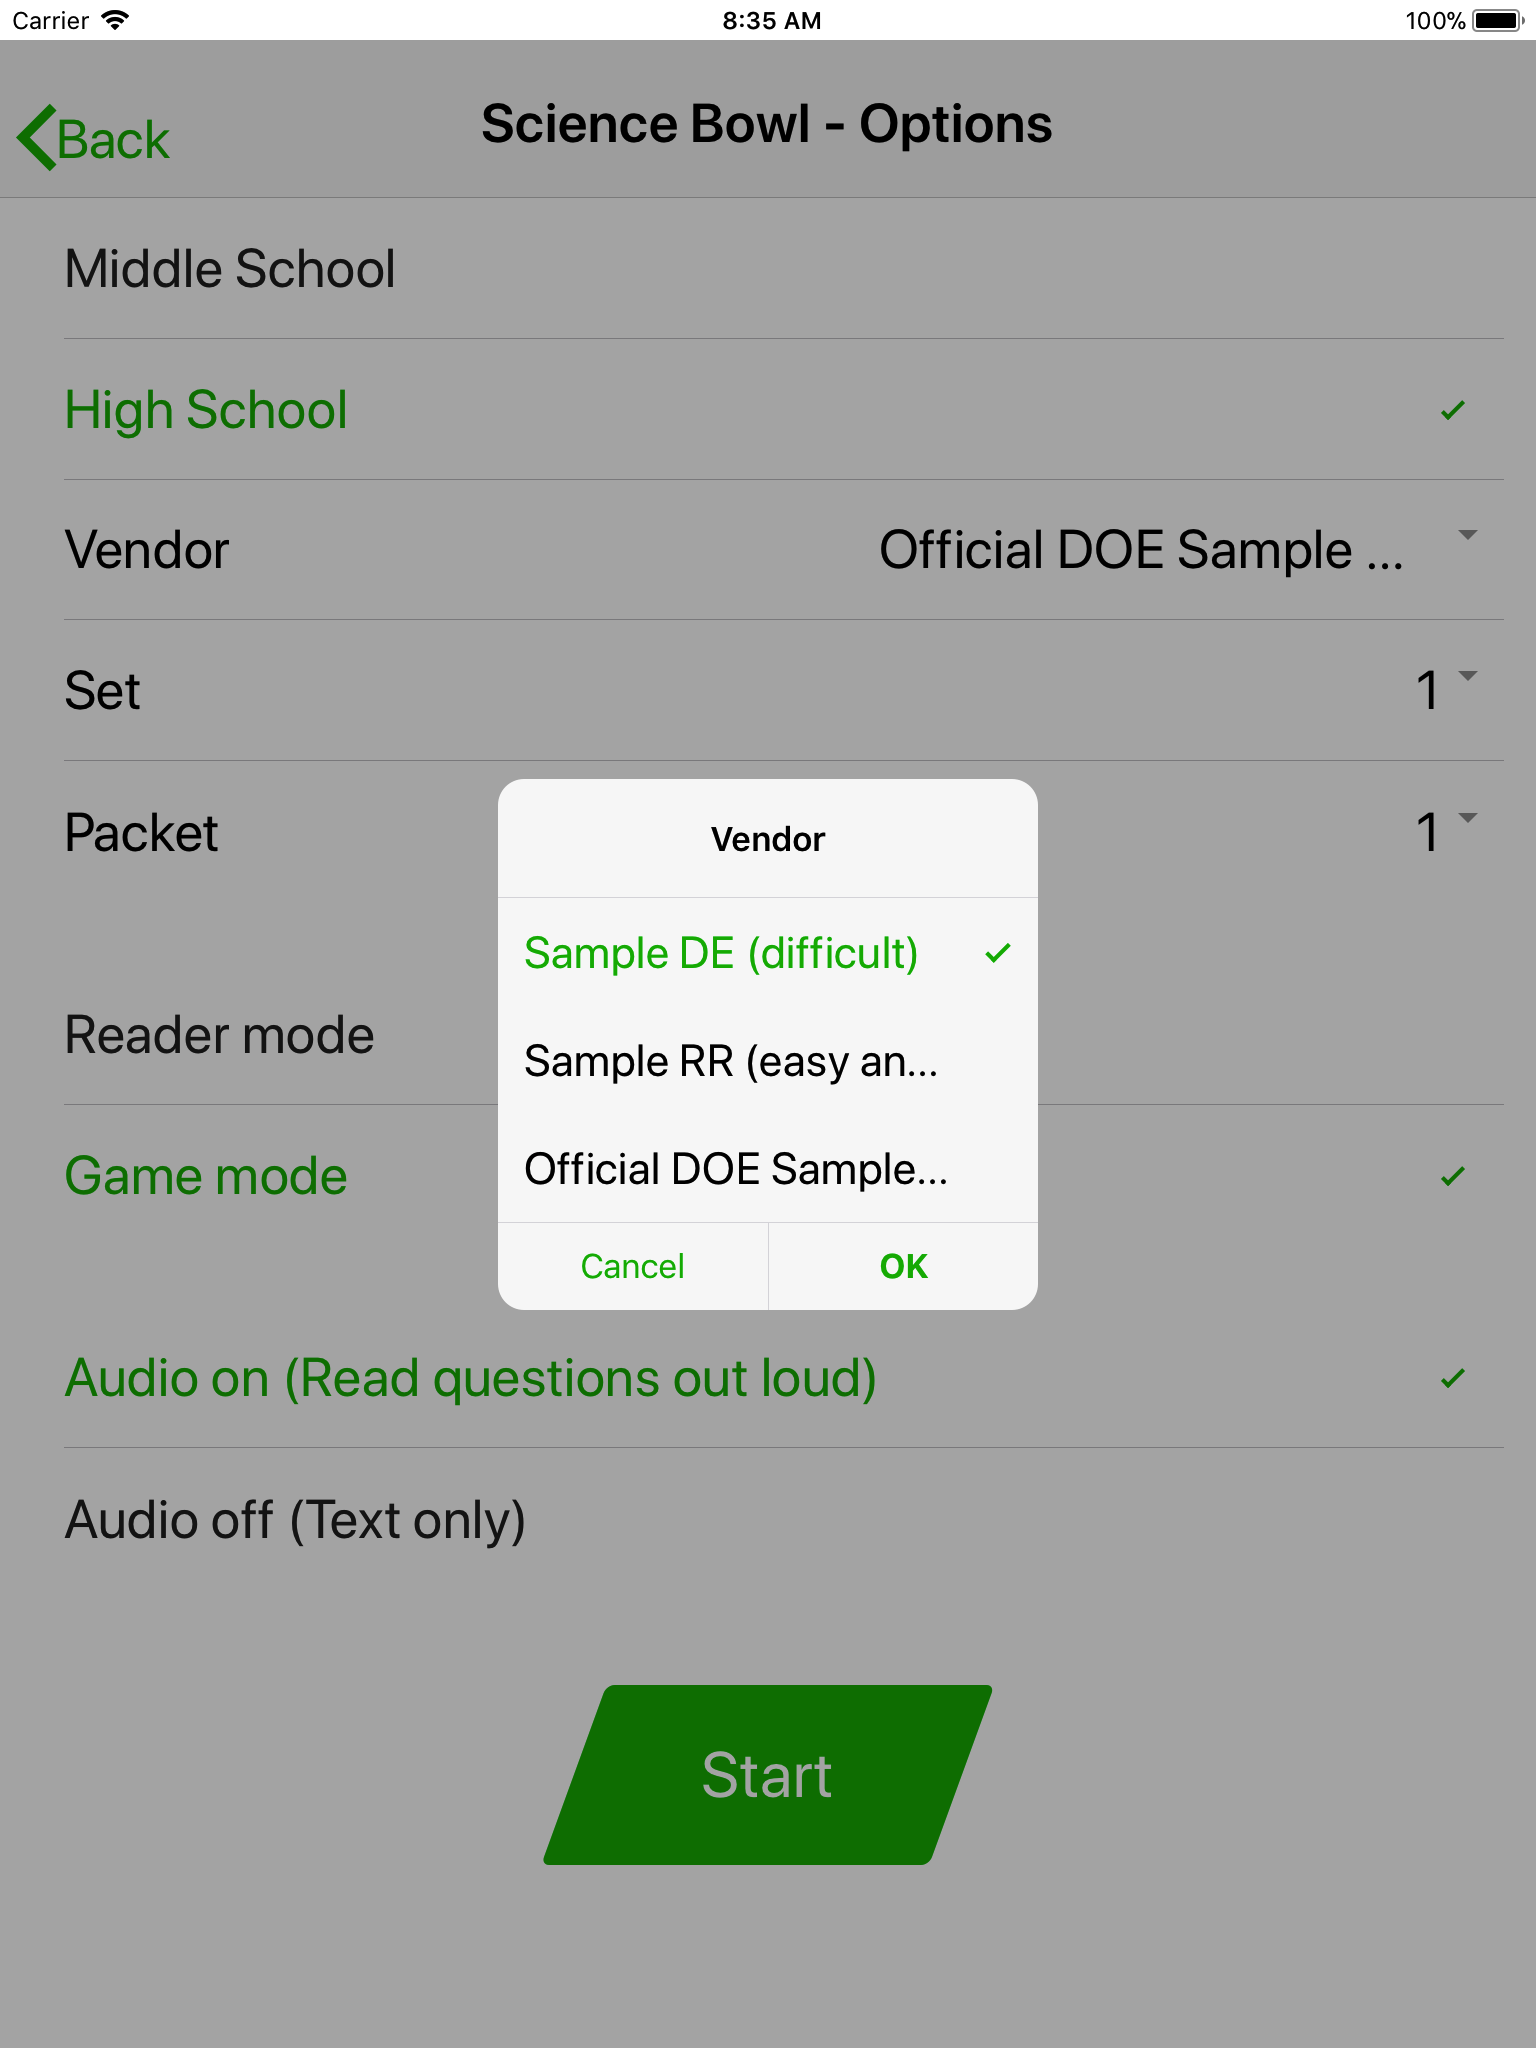 Carrier 8:35 AM 100%
Back Science Bowl - Options
Middle School
High School
Vendor Official DOE Sample ...
Set 1
Packet 1
Vendor
Sample DE (difficult)
Sample RR (easy an...
Official DOE Sample...
Cancel OK
Reader mode
Game mode
Audio on (Read questions out loud)
Audio off (Text only)
Start